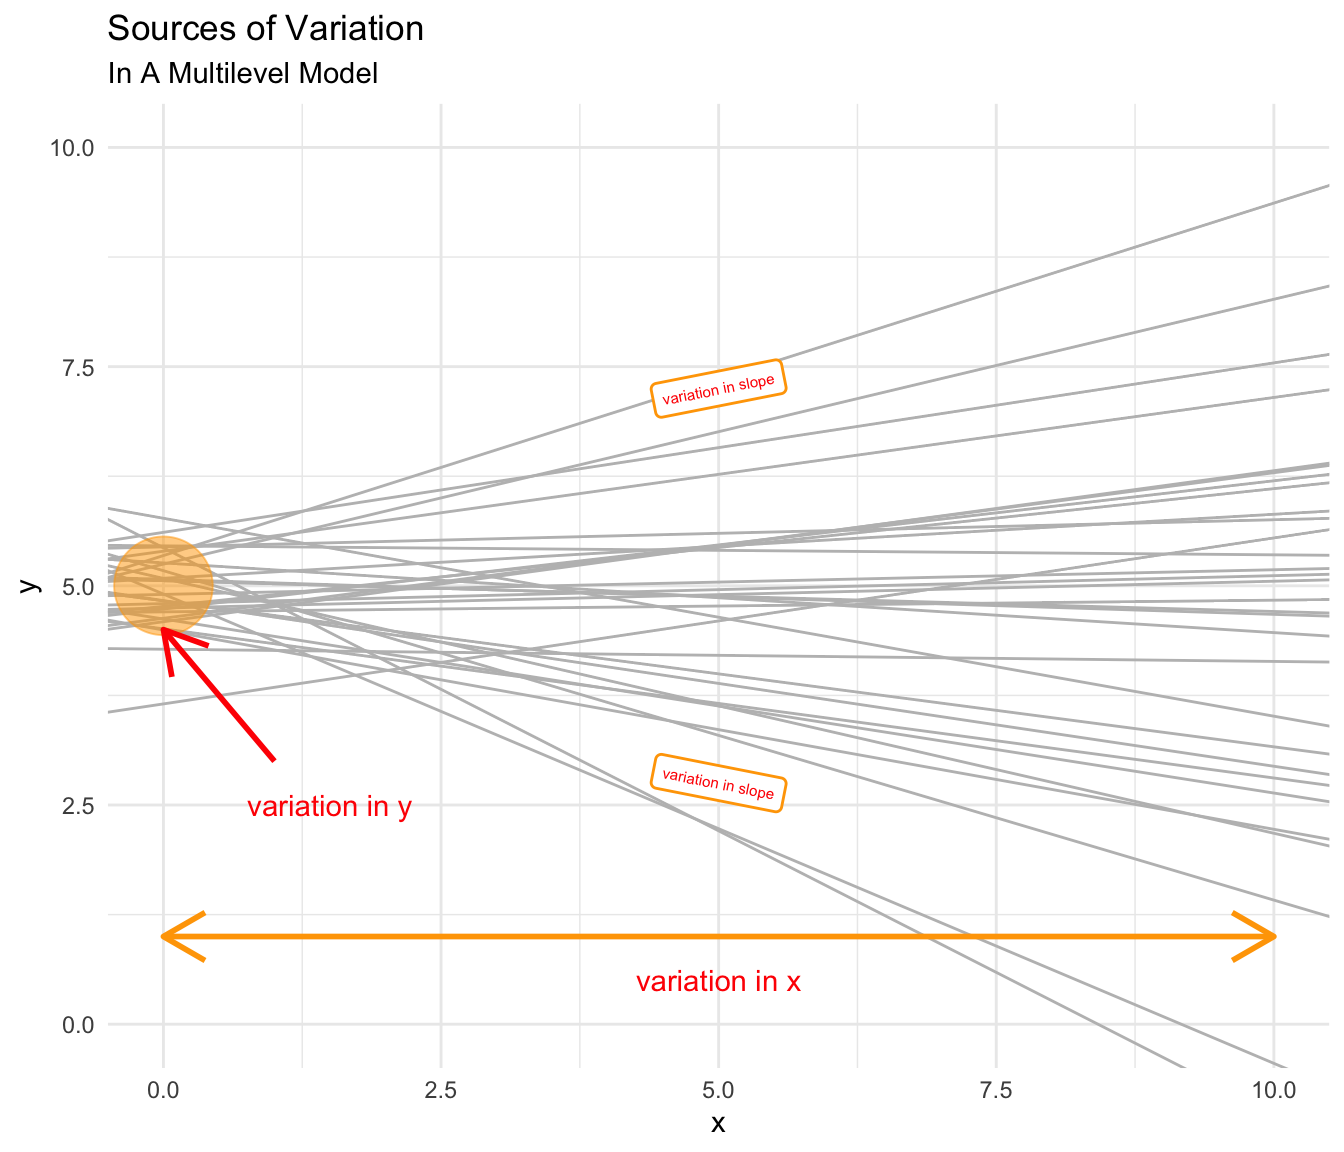 Sources of Variation
In A Multilevel Model
10.0
7.5
5.0
2.5
0.0
y
variation in slope
variation in slope
variation in y
variation in x
0.0 2.5 5.0 7.5 10.0
x